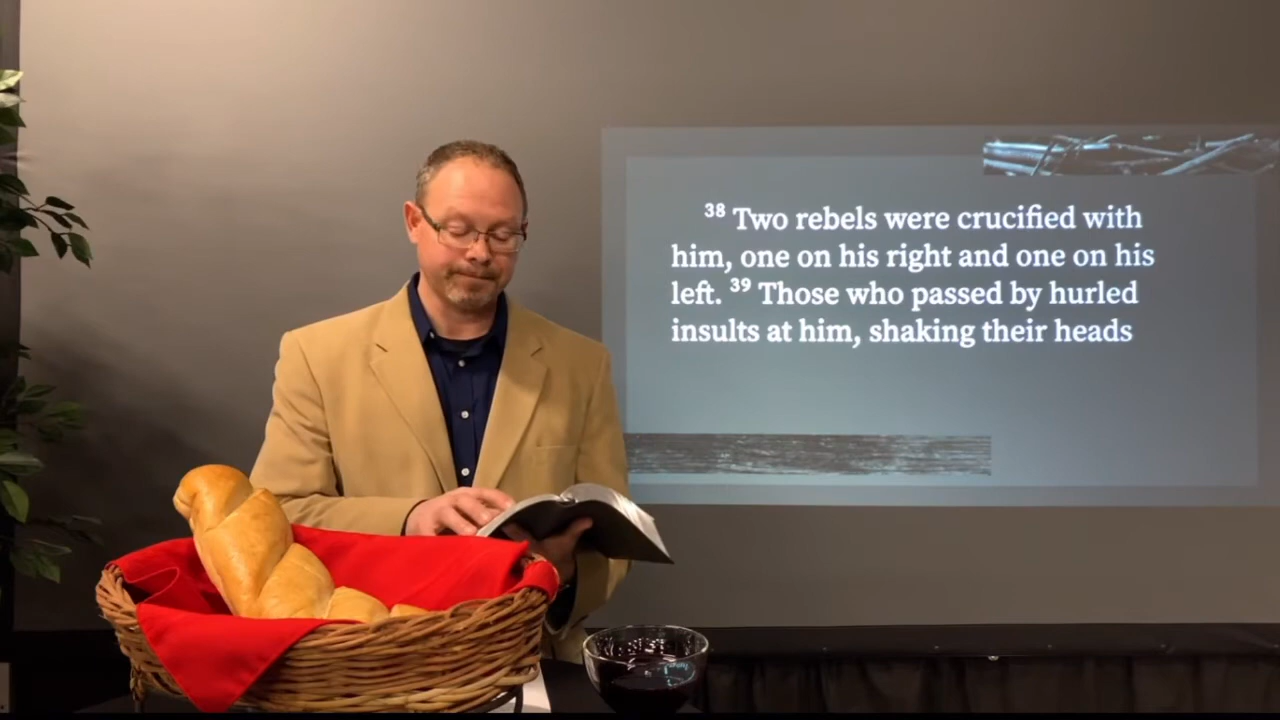 ³⁸ Two rebels were crucified with
him, one on his right and one on his
left. ³⁹ Those who passed by hurled
insults at him, shaking their heads